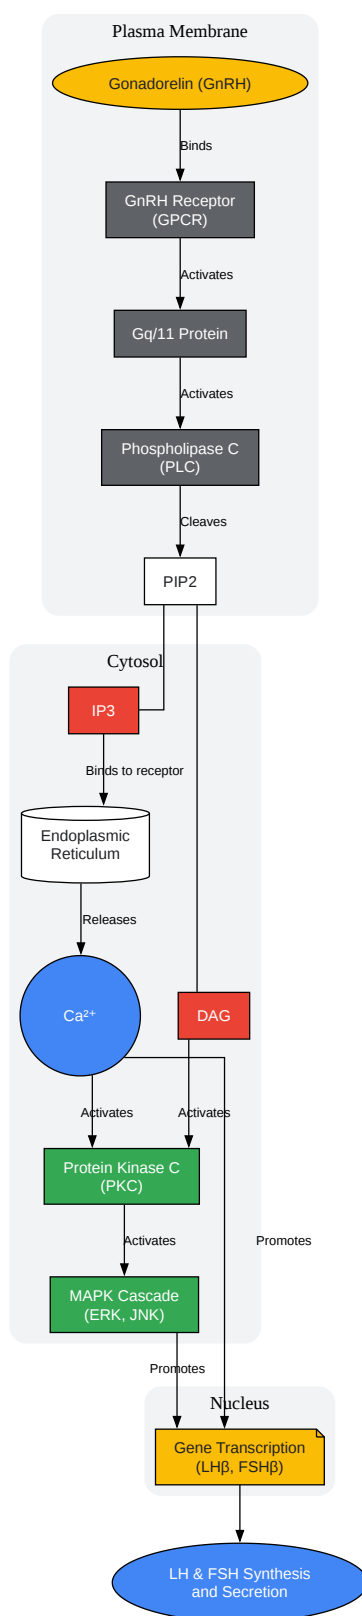 Plasma Membrane
Gonadorelin (GnRH)
Binds
GnRH Receptor
(GPCR)
Activates
Gq/11 Protein
Activates
Phospholipase C
(PLC)
Cleaves
PIP2
Cytosol
IP3
Binds to receptor
Endoplasmic
Reticulum
Releases
Ca²⁺
DAG
Activates
Activates
Protein Kinase C
(PKC)
Activates
Promotes
MAPK Cascade
(ERK, JNK)
Promotes
Nucleus
Gene Transcription
(LHβ, FSHβ)
LH & FSH Synthesis
and Secretion